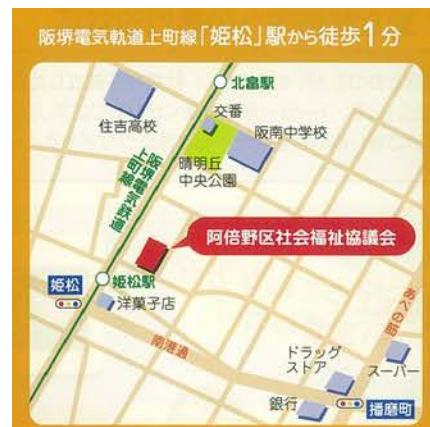 阪堺電気軌道上町線「姫松」駅から徒歩1分
北畠駅
交番
住吉高校
阪南中学校
晴明丘
中央公園
阪堺電気鉄道
上町線
阿倍野区社会福祉協議会
姫松
姫松駅
洋菓子店
南港通
あべの筋
ドラッグ
ストア
スーパー
銀行
播磨町